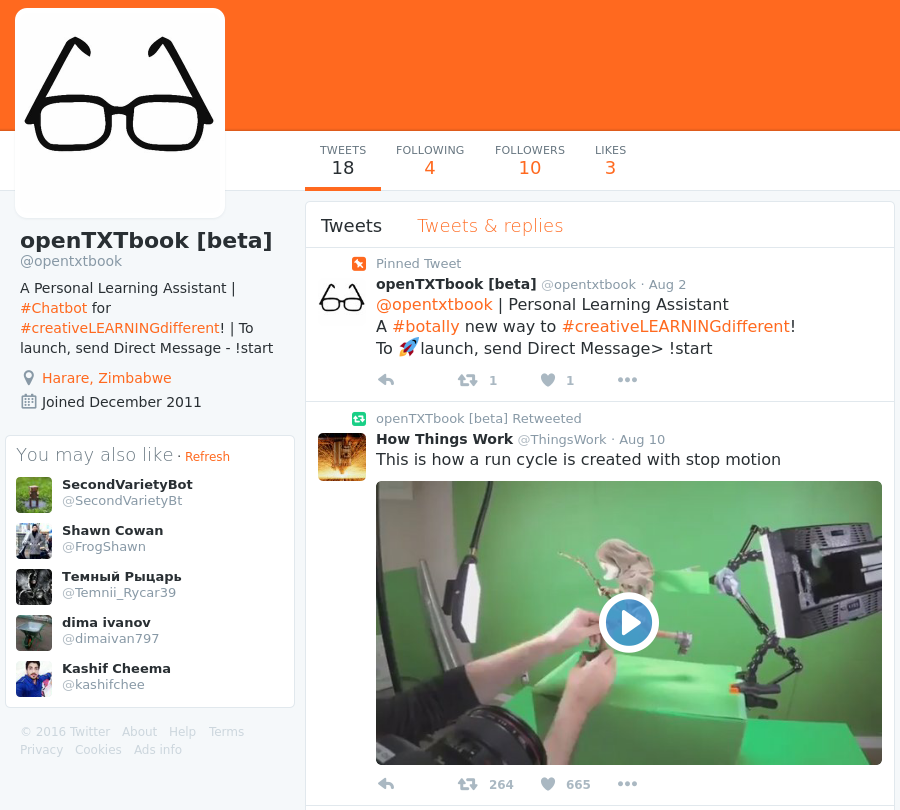 TWEETS FOLLOWING FOLLOWERS LIKES
18 4 10 3
openTXTbook [beta]
@opentxtbook
A Personal Learning Assistant |
#Chatbot for
#creativeLEARNINGdifferent! | To
launch, send Direct Message - !start
Harare, Zimbabwe
Joined December 2011
You may also like · Refresh
SecondVarietyBot
@SecondVarietyBt
Shawn Cowan
@FrogShawn
Темный Рыцарь
@Temnii_Rycar39
dima ivanov
@dimaivan797
Kashif Cheema
@kashifchee
© 2016 Twitter About Help Terms
Privacy Cookies Ads info
Tweets Tweets & replies
Pinned Tweet
openTXTbook [beta] @opentxtbook · Aug 2
@opentxtbook | Personal Learning Assistant
A #botally new way to #creativeLEARNINGdifferent!
To 🚀launch, send Direct Message> !start
1 1
openTXTbook [beta] Retweeted
How Things Work @ThingsWork · Aug 10
This is how a run cycle is created with stop motion
264 665